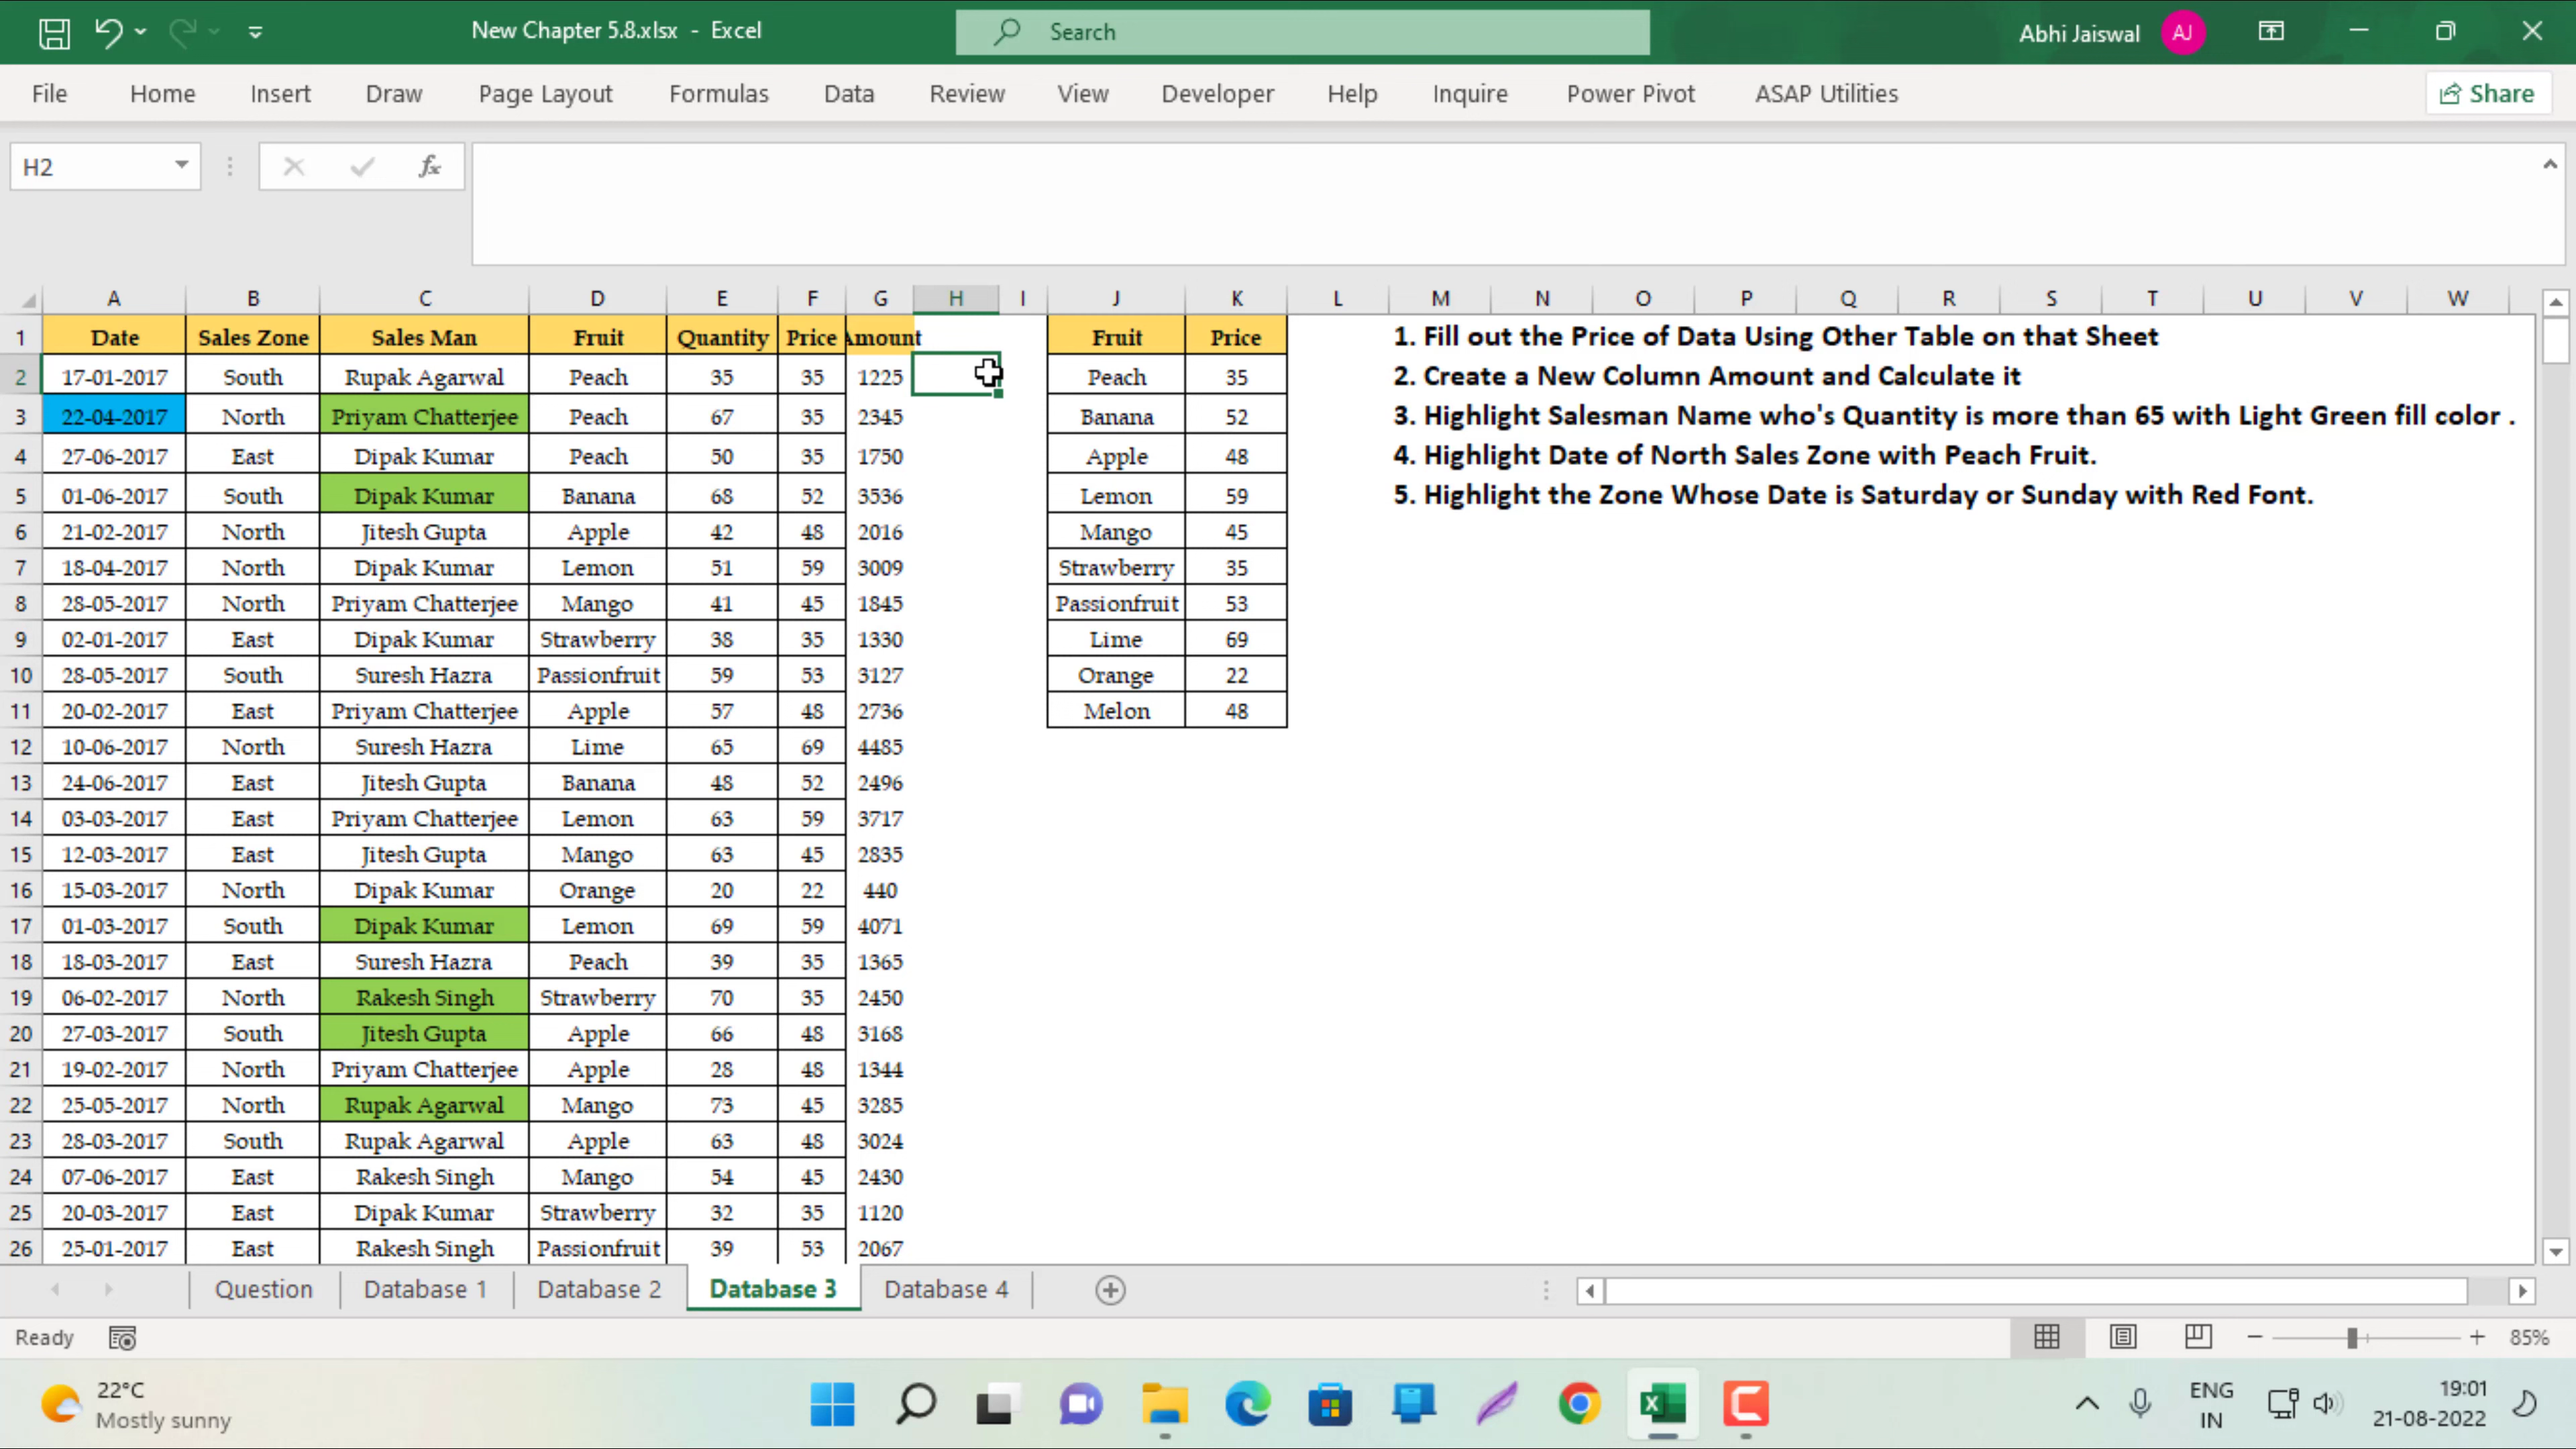 New Chapter 5.8.xlsx - Excel
Search
Abhi Jaiswal
AJ
File Home Insert Draw Page Layout Formulas Data Review View Developer Help Inquire Power Pivot ASAP Utilities
Share
H2
fx
A B C D E F G H I J K L M N O P Q R S T U V W
1 Date Sales Zone Sales Man Fruit Quantity Price Amount Fruit Price 1. Fill out the Price of Data Using Other Table on that Sheet
2 17-01-2017 South Rupak Agarwal Peach 35 35 1225 Peach 35 2. Create a New Column Amount and Calculate it
3 22-04-2017 North Priyam Chatterjee Peach 67 35 2345 Banana 52 3. Highlight Salesman Name who's Quantity is more than 65 with Light Green fill color .
4 27-06-2017 East Dipak Kumar Peach 50 35 1750 Apple 48 4. Highlight Date of North Sales Zone with Peach Fruit.
5 01-06-2017 South Dipak Kumar Banana 68 52 3536 Lemon 59 5. Highlight the Zone Whose Date is Saturday or Sunday with Red Font.
6 21-02-2017 North Jitesh Gupta Apple 42 48 2016 Mango 45
7 18-04-2017 North Dipak Kumar Lemon 51 59 3009 Strawberry 35
8 28-05-2017 North Priyam Chatterjee Mango 41 45 1845 Passionfruit 53
9 02-01-2017 East Dipak Kumar Strawberry 38 35 1330 Lime 69
10 28-05-2017 South Suresh Hazra Passionfruit 59 53 3127 Orange 22
11 20-02-2017 East Priyam Chatterjee Apple 57 48 2736 Melon 48
12 10-06-2017 North Suresh Hazra Lime 65 69 4485
13 24-06-2017 East Jitesh Gupta Banana 48 52 2496
14 03-03-2017 East Priyam Chatterjee Lemon 63 59 3717
15 12-03-2017 East Jitesh Gupta Mango 63 45 2835
16 15-03-2017 North Dipak Kumar Orange 20 22 440
17 01-03-2017 South Dipak Kumar Lemon 69 59 4071
18 18-03-2017 East Suresh Hazra Peach 39 35 1365
19 06-02-2017 North Rakesh Singh Strawberry 70 35 2450
20 27-03-2017 South Jitesh Gupta Apple 66 48 3168
21 19-02-2017 North Priyam Chatterjee Apple 28 48 1344
22 25-05-2017 North Rupak Agarwal Mango 73 45 3285
23 28-03-2017 South Rupak Agarwal Apple 63 48 3024
24 07-06-2017 East Rakesh Singh Mango 54 45 2430
25 20-03-2017 East Dipak Kumar Strawberry 32 35 1120
26 25-01-2017 East Rakesh Singh Passionfruit 39 53 2067
Question Database 1 Database 2 Database 3 Database 4
Ready
85%
22°C
Mostly sunny
ENG
IN
19:01
21-08-2022